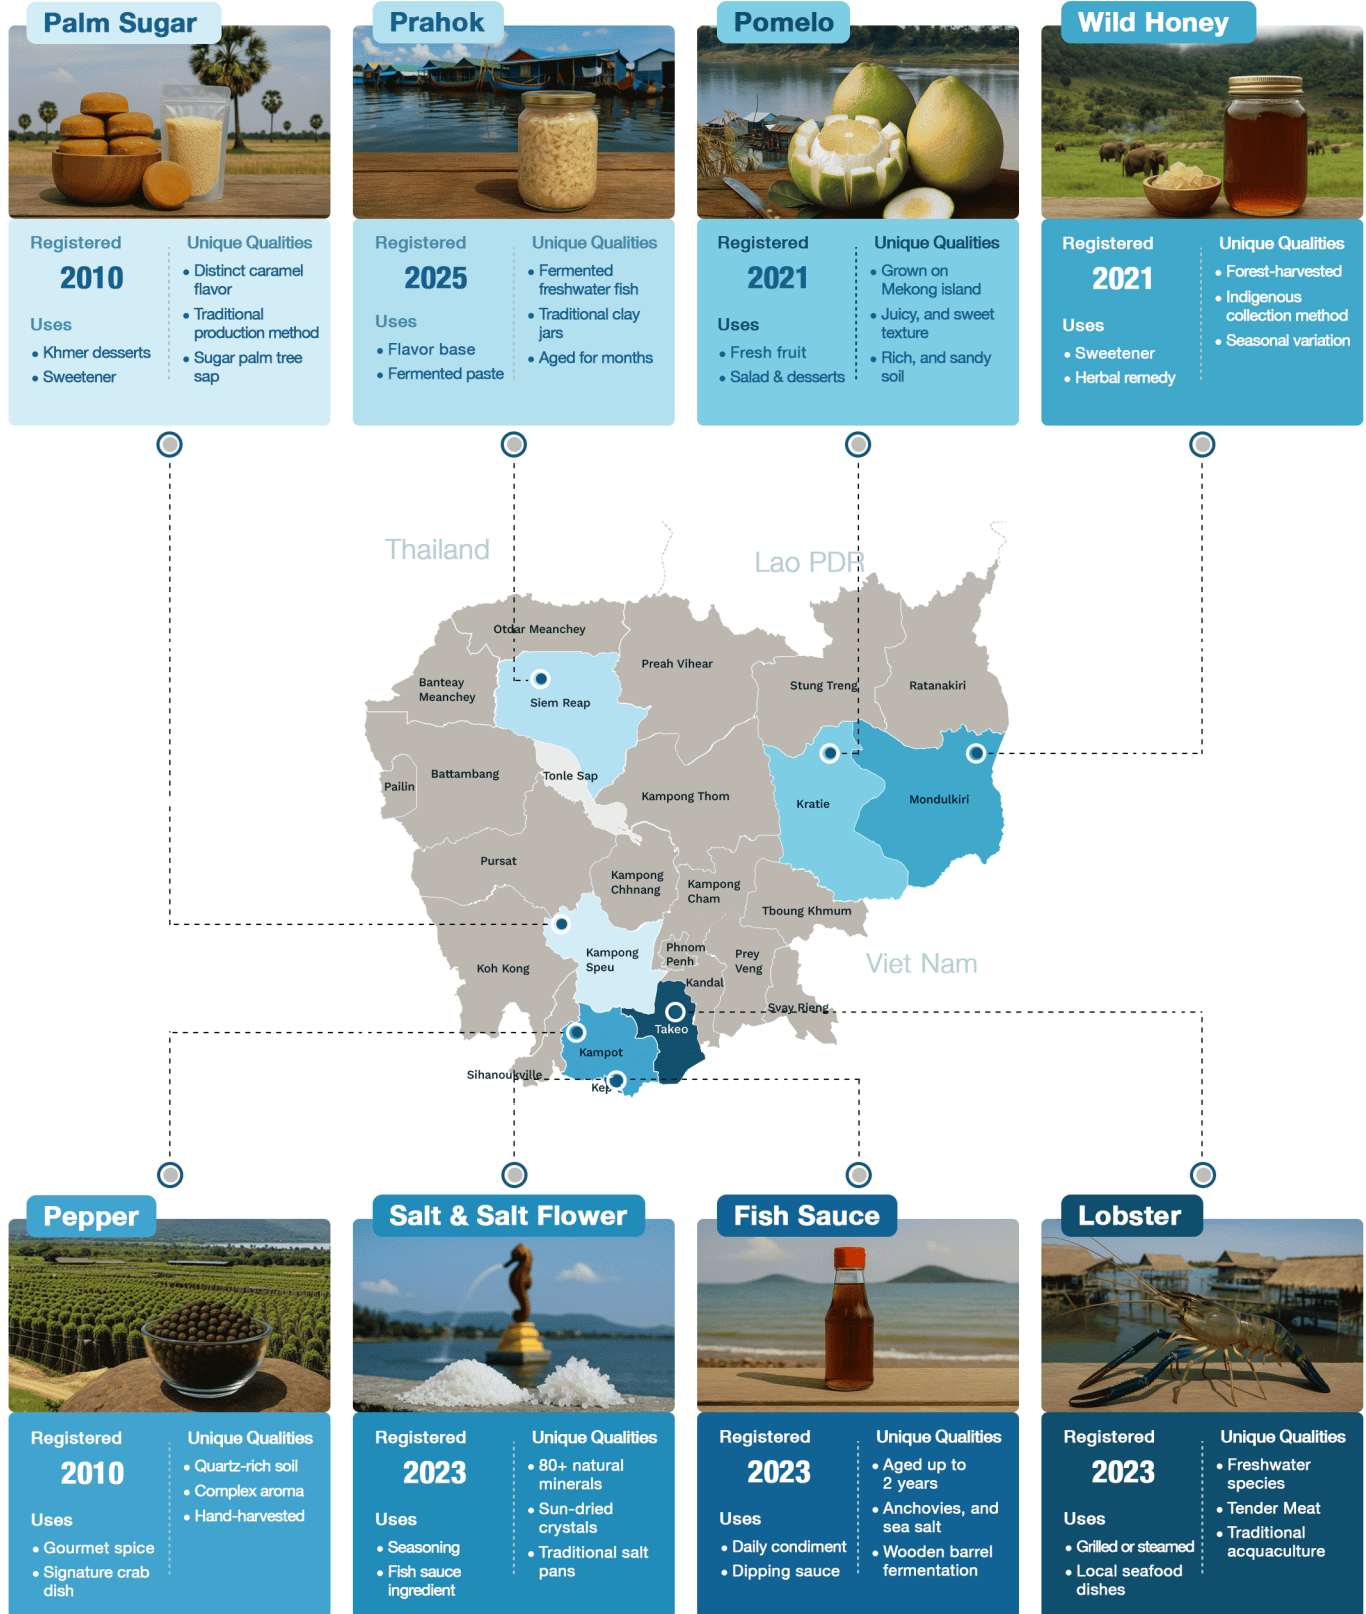 Palm Sugar
Registered
2010
Uses
• Khmer desserts
• Sweetener
Unique Qualities
• Distinct caramel
flavor
• Traditional
production method
• Sugar palm tree
sap
Prahok
Registered
2025
Uses
• Flavor base
• Fermented paste
Unique Qualities
• Fermented
freshwater fish
• Traditional clay
jars
• Aged for months
Pomelo
Registered
2021
Uses
• Fresh fruit
• Salad & desserts
Unique Qualities
• Grown on
Mekong island
• Juicy, and sweet
texture
• Rich, and sandy
soil
Wild Honey
Registered
2021
Uses
• Sweetener
• Herbal remedy
Unique Qualities
• Forest-harvested
• Indigenous
collection method
• Seasonal variation
Thailand
Lao PDR
Otdar Meanchey
Preah Vihear
Banteay
Meanchey
Siem Reap
Stung Treng
Ratanakiri
Battambang
Tonle Sap
Pailin
Kampong Thom
Kratie
Mondulkiri
Pursat
Kampong
Chhnang
Kampong
Cham
Tboung Khmum
Koh Kong
Kampong
Speu
Phnom
Penh
Prey
Veng
Viet Nam
Kandal
Svay Rieng
Takeo
Kampot
Sihanoukville
Kep
Pepper
Registered
2010
Uses
• Gourmet spice
• Signature crab
dish
Unique Qualities
• Quartz-rich soil
• Complex aroma
• Hand-harvested
Salt & Salt Flower
Registered
2023
Uses
• Seasoning
• Fish sauce
ingredient
Unique Qualities
• 80+ natural
minerals
• Sun-dried
crystals
• Traditional salt
pans
Fish Sauce
Registered
2023
Uses
• Daily condiment
• Dipping sauce
Unique Qualities
• Aged up to
2 years
• Anchovies, and
sea salt
• Wooden barrel
fermentation
Lobster
Registered
2023
Uses
• Grilled or steamed
• Local seafood
dishes
Unique Qualities
• Freshwater
species
• Tender Meat
• Traditional
acquaculture